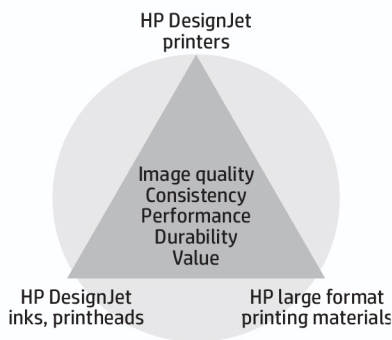 HP DesignJet
printers
Image quality
Consistency
Performance
Durability
Value
HP DesignJet
inks, printheads
HP large format
printing materials